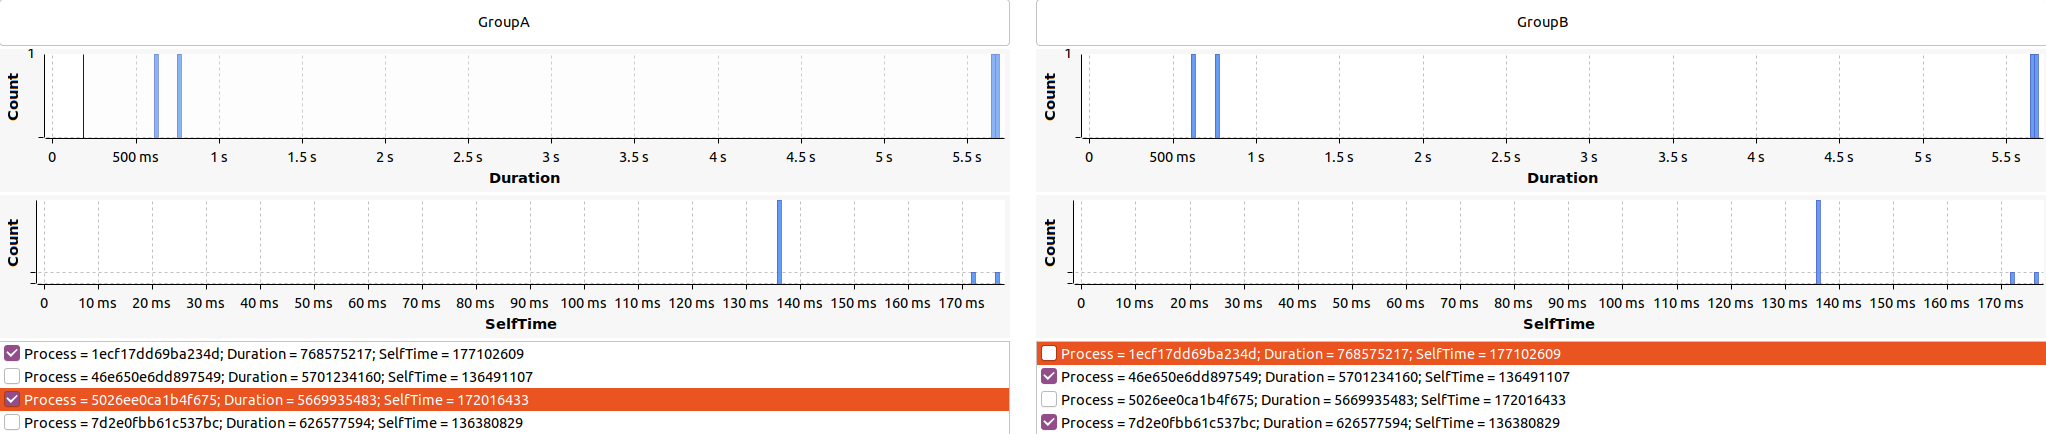 GroupA
1
Count
0 500 ms 1 s 1.5 s 2 s 2.5 s 3 s 3.5 s 4 s 4.5 s 5 s 5.5 s
Duration
Count
0 10 ms 20 ms 30 ms 40 ms 50 ms 60 ms 70 ms 80 ms 90 ms 100 ms 110 ms 120 ms 130 ms 140 ms 150 ms 160 ms 170 ms
SelfTime
Process = 1ecf17dd69ba234d; Duration = 768575217; SelfTime = 177102609
Process = 46e650e6dd897549; Duration = 5701234160; SelfTime = 136491107
Process = 5026ee0ca1b4f675; Duration = 5669935483; SelfTime = 172016433
Process = 7d2e0fbb61c537bc; Duration = 626577594; SelfTime = 136380829
GroupB
1
Count
0 500 ms 1 s 1.5 s 2 s 2.5 s 3 s 3.5 s 4 s 4.5 s 5 s 5.5 s
Duration
Count
0 10 ms 20 ms 30 ms 40 ms 50 ms 60 ms 70 ms 80 ms 90 ms 100 ms 110 ms 120 ms 130 ms 140 ms 150 ms 160 ms 170 ms
SelfTime
Process = 1ecf17dd69ba234d; Duration = 768575217; SelfTime = 177102609
Process = 46e650e6dd897549; Duration = 5701234160; SelfTime = 136491107
Process = 5026ee0ca1b4f675; Duration = 5669935483; SelfTime = 172016433
Process = 7d2e0fbb61c537bc; Duration = 626577594; SelfTime = 136380829